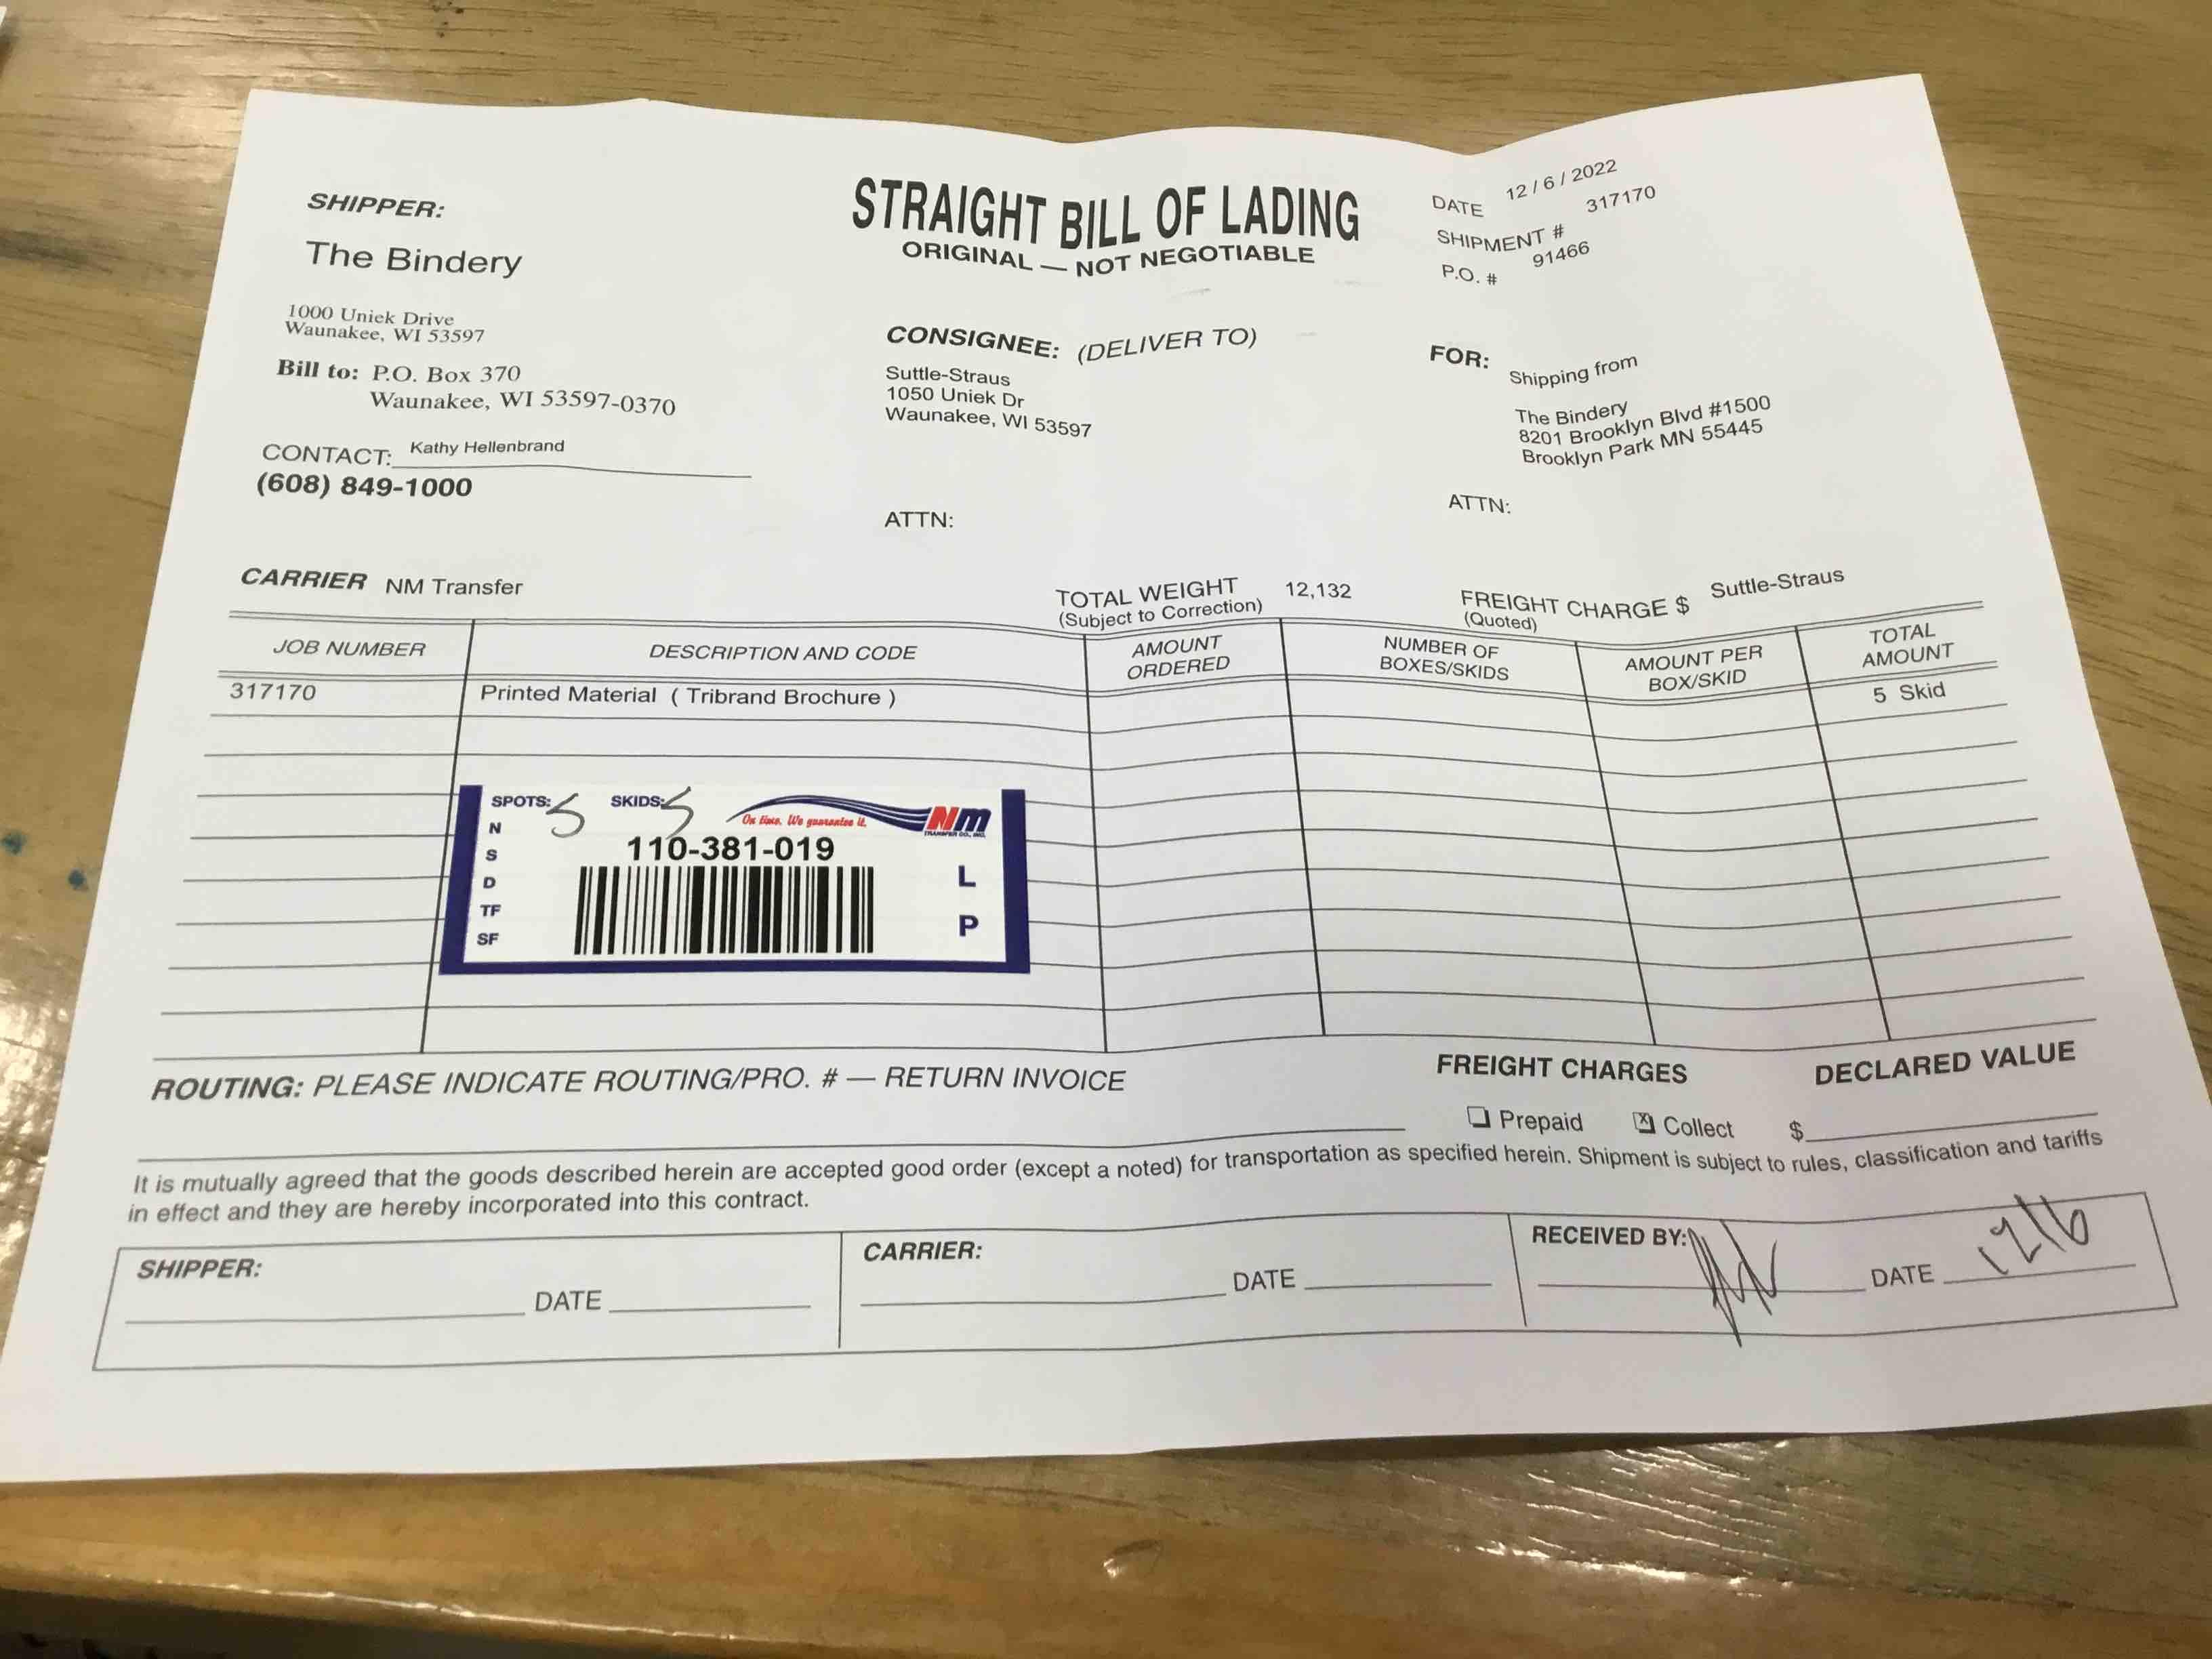 SHIPPER:
The Bindery
1000 Uniek Drive
Waunakee, WI 53597
Bill to: P.O. Box 370
Waunakee, WI 53597-0370
CONTACT: Kathy Hellenbrand
(608) 849-1000
STRAIGHT BILL OF LADING
ORIGINAL — NOT NEGOTIABLE
DATE 12 / 6 / 2022
SHIPMENT # 317170
P.O. # 91466
CONSIGNEE: (DELIVER TO)
Suttle-Straus
1050 Uniek Dr
Waunakee, WI 53597
ATTN:
FOR: Shipping from
The Bindery
8201 Brooklyn Blvd #1500
Brooklyn Park MN 55445
ATTN:
CARRIER NM Transfer
TOTAL WEIGHT 12,132
(Subject to Correction)
FREIGHT CHARGE $ Suttle-Straus
(Quoted)
JOB NUMBER DESCRIPTION AND CODE AMOUNT ORDERED NUMBER OF BOXES/SKIDS AMOUNT PER BOX/SKID TOTAL AMOUNT
317170 Printed Material ( Tribrand Brochure ) 5 Skid
SPOTS: 5 SKIDS: 5
On time. We guarantee it.
Nm
TRANSFER CO., INC.
110-381-019
N
S
D
TF
SF
L
P
ROUTING: PLEASE INDICATE ROUTING/PRO. # — RETURN INVOICE
FREIGHT CHARGES
DECLARED VALUE
Prepaid x Collect $
It is mutually agreed that the goods described herein are accepted good order (except a noted) for transportation as specified herein. Shipment is subject to rules, classification and tariffs
in effect and they are hereby incorporated into this contract.
SHIPPER:
DATE
CARRIER:
DATE
RECEIVED BY:
DATE 12/6